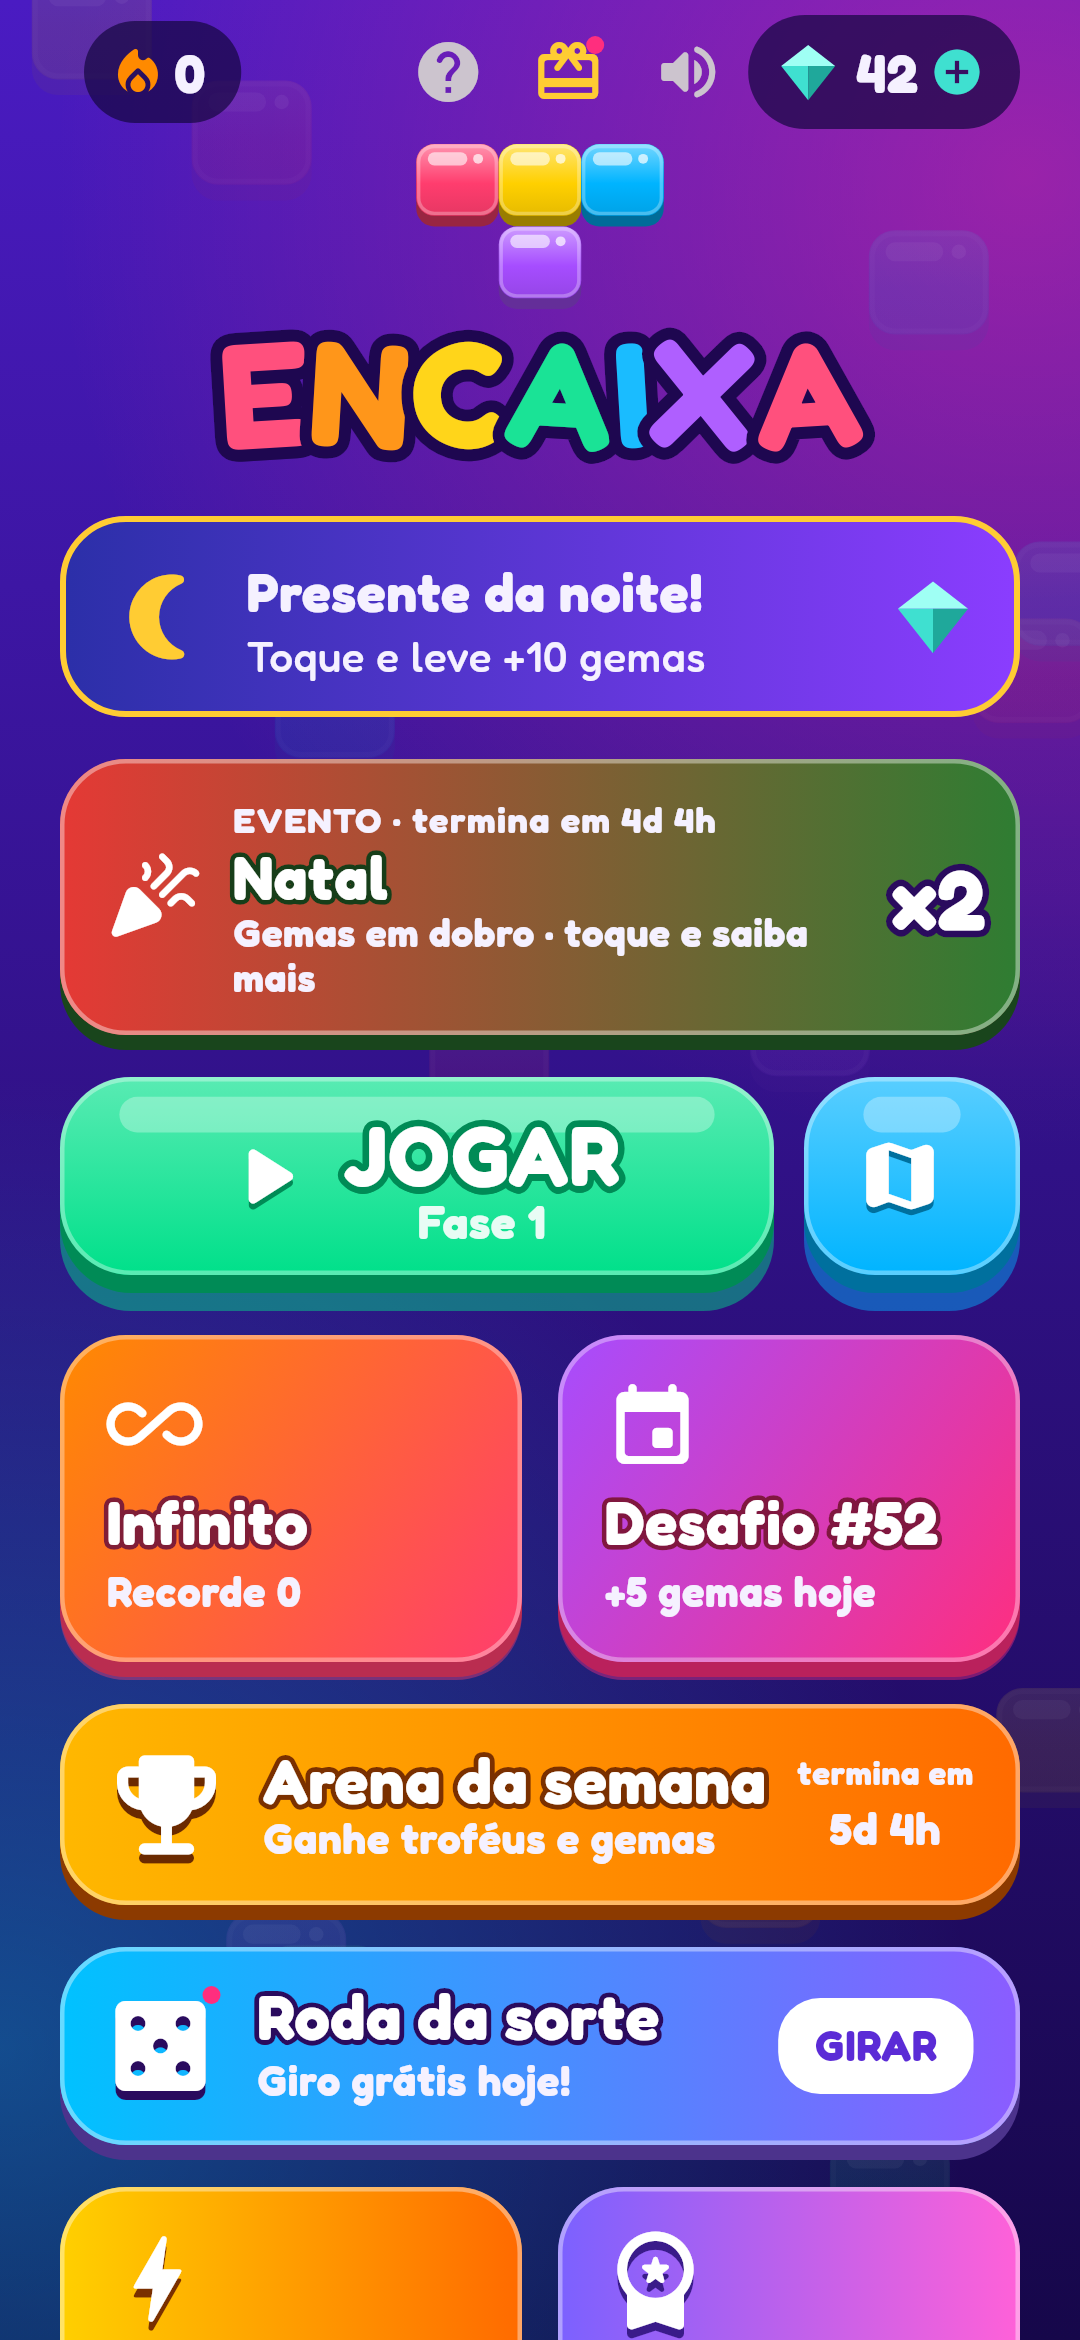 0
42
ENCAIXA
Presente da noite!
Toque e leve +10 gemas
EVENTO · termina em 4d 4h
Natal
Gemas em dobro · toque e saiba
mais
x2
JOGAR
Fase 1
Infinito
Recorde 0
Desafio #52
+5 gemas hoje
Arena da semana
Ganhe troféus e gemas
termina em
5d 4h
Roda da sorte
Giro grátis hoje!
GIRAR